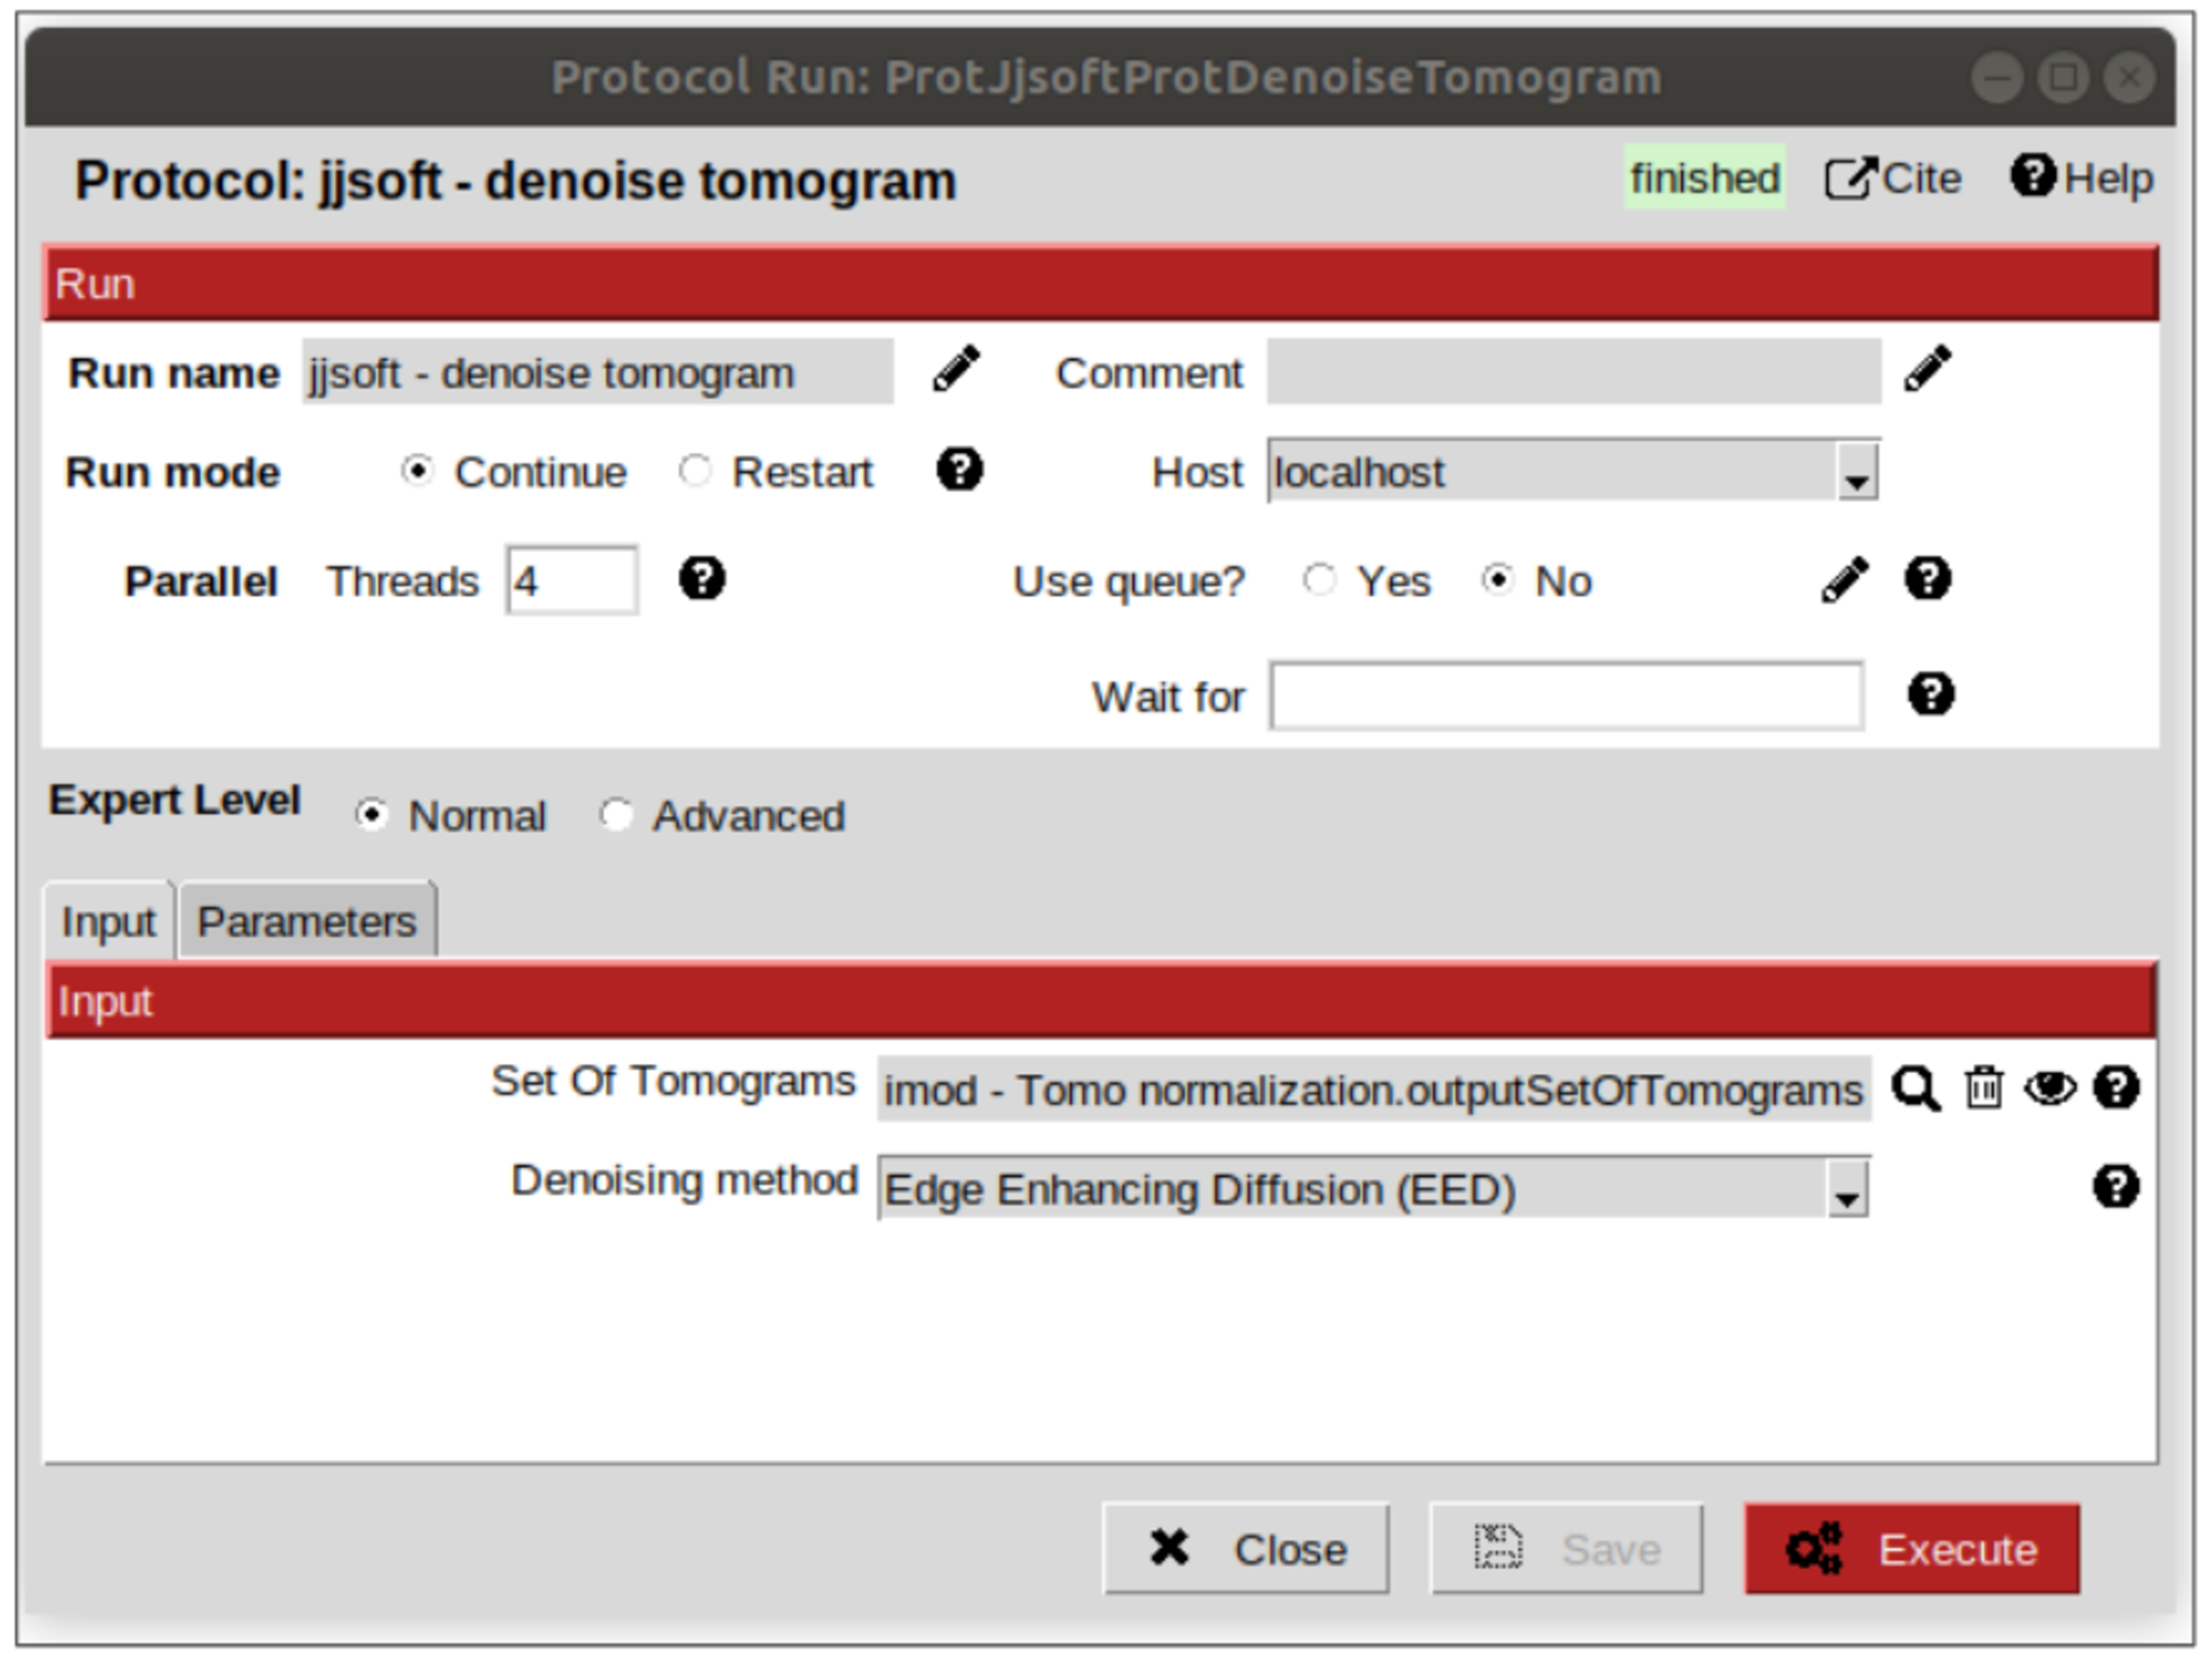 Protocol Run: ProtJjsoftProtDenoiseTomogram
Protocol: jjsoft - denoise tomogram finished Cite Help
Run
Run name jjsoft - denoise tomogram Comment
Run mode Continue Restart Host localhost
Parallel Threads 4 Use queue? Yes No
Wait for
Expert Level Normal Advanced
Input Parameters
Input
Set Of Tomograms imod - Tomo normalization.outputSetOfTomograms
Denoising method Edge Enhancing Diffusion (EED)
Close Save Execute